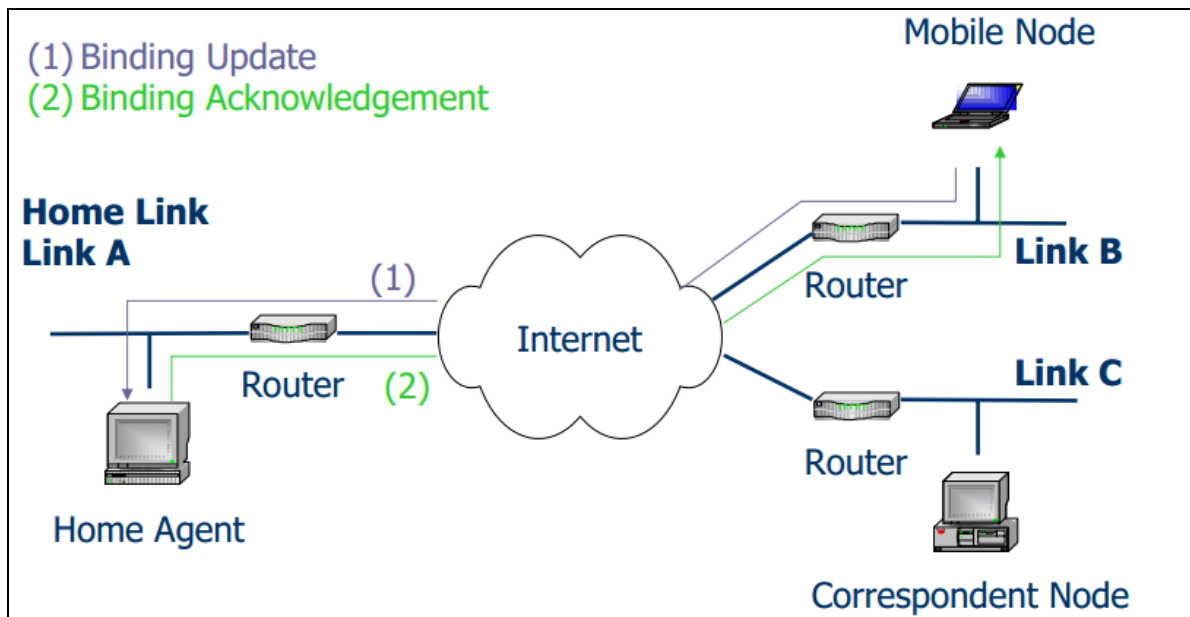 (1) Binding Update
(2) Binding Acknowledgement
Mobile Node
Home Link
Link A
(1)
Router
(2)
Home Agent
Internet
Router
Link B
Link C
Router
Correspondent Node